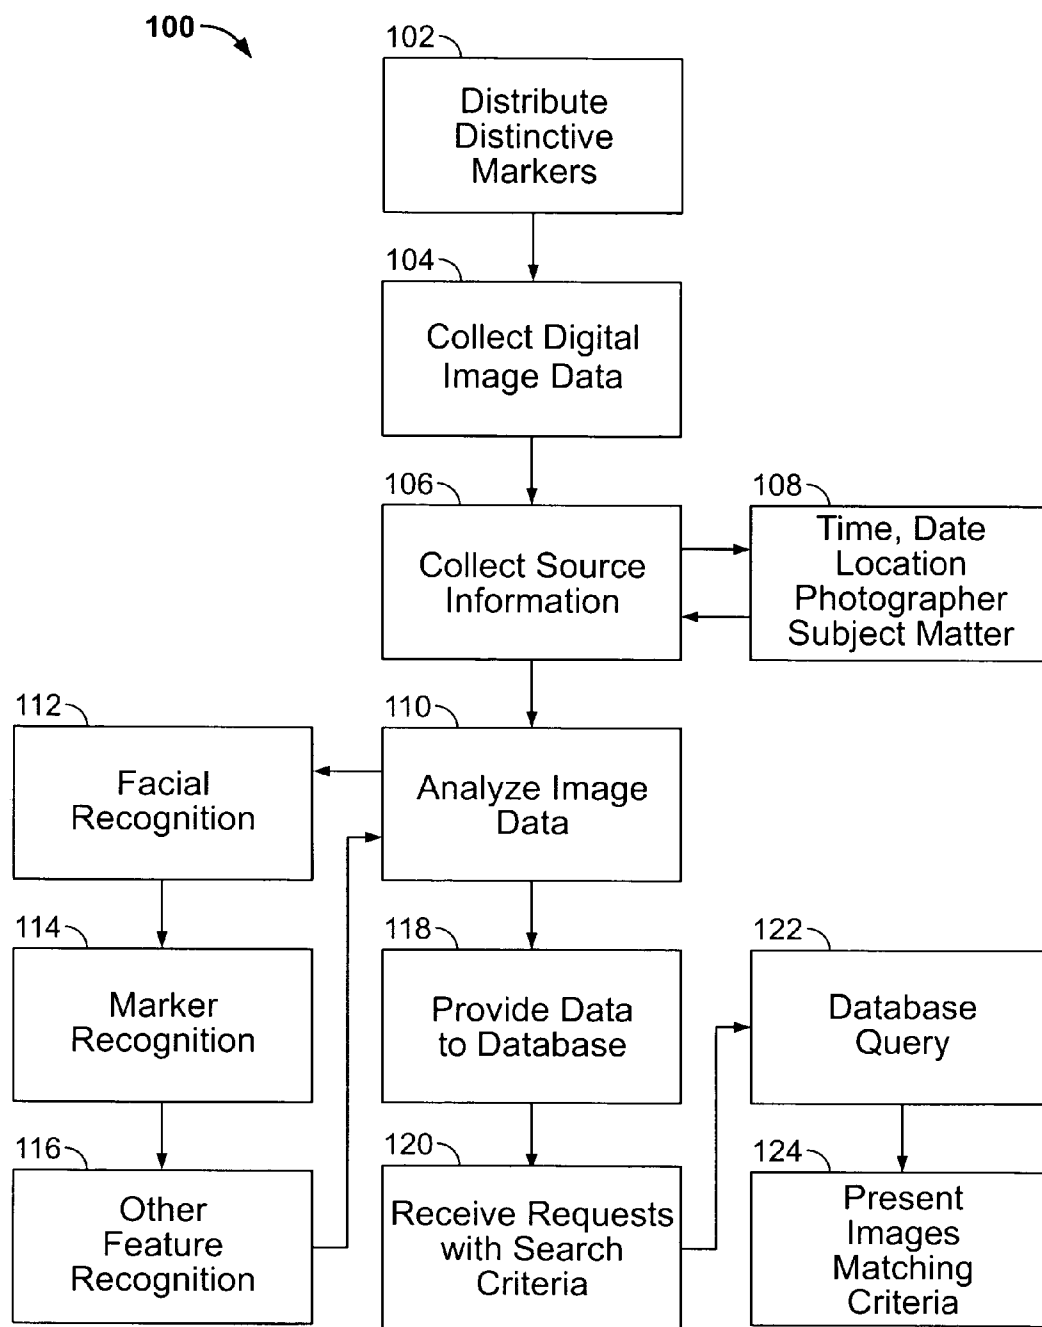 100
102
Distribute
Distinctive
Markers
104
Collect Digital
Image Data
106
Collect Source
Information
108
Time, Date
Location
Photographer
Subject Matter
110
Analyze Image
Data
112
Facial
Recognition
114
Marker
Recognition
116
Other
Feature
Recognition
118
Provide Data
to Database
120
Receive Requests
with Search
Criteria
122
Database
Query
124
Present
Images
Matching
Criteria